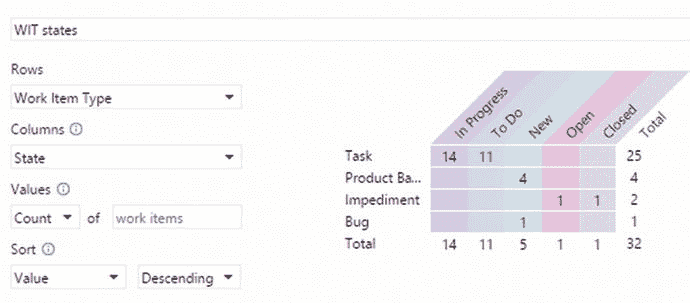 WIT states
Rows
Work Item Type
Columns
State
Values
Count of work items
Sort
Value Descending
In Progress To Do New Open Closed Total
Task 14 11 25
Product Ba... 4 4
Impediment 1 1 2
Bug 1 1
Total 14 11 5 1 1 32